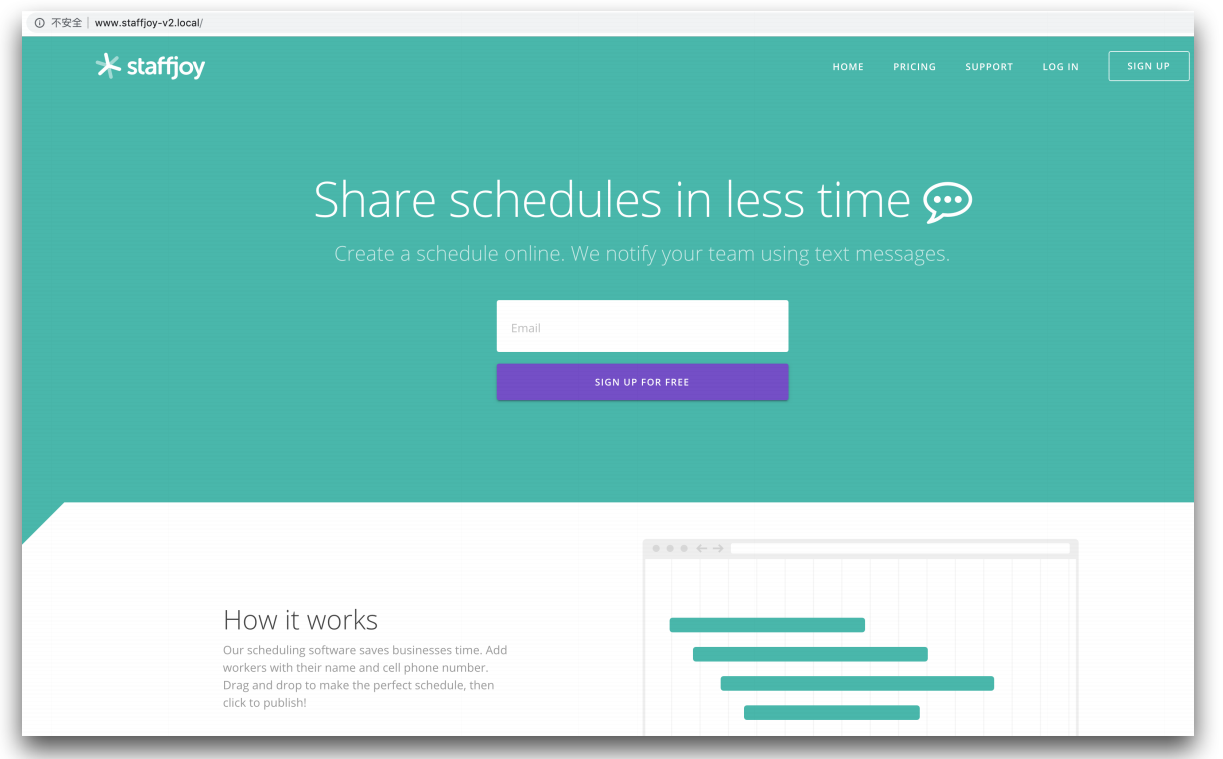 不安全 | www.staffjoy-v2.local/
staffjoy
HOME PRICING SUPPORT LOG IN SIGN UP
Share schedules in less time
Create a schedule online. We notify your team using text messages.
Email
SIGN UP FOR FREE
How it works
Our scheduling software saves businesses time. Add
workers with their name and cell phone number.
Drag and drop to make the perfect schedule, then
click to publish!